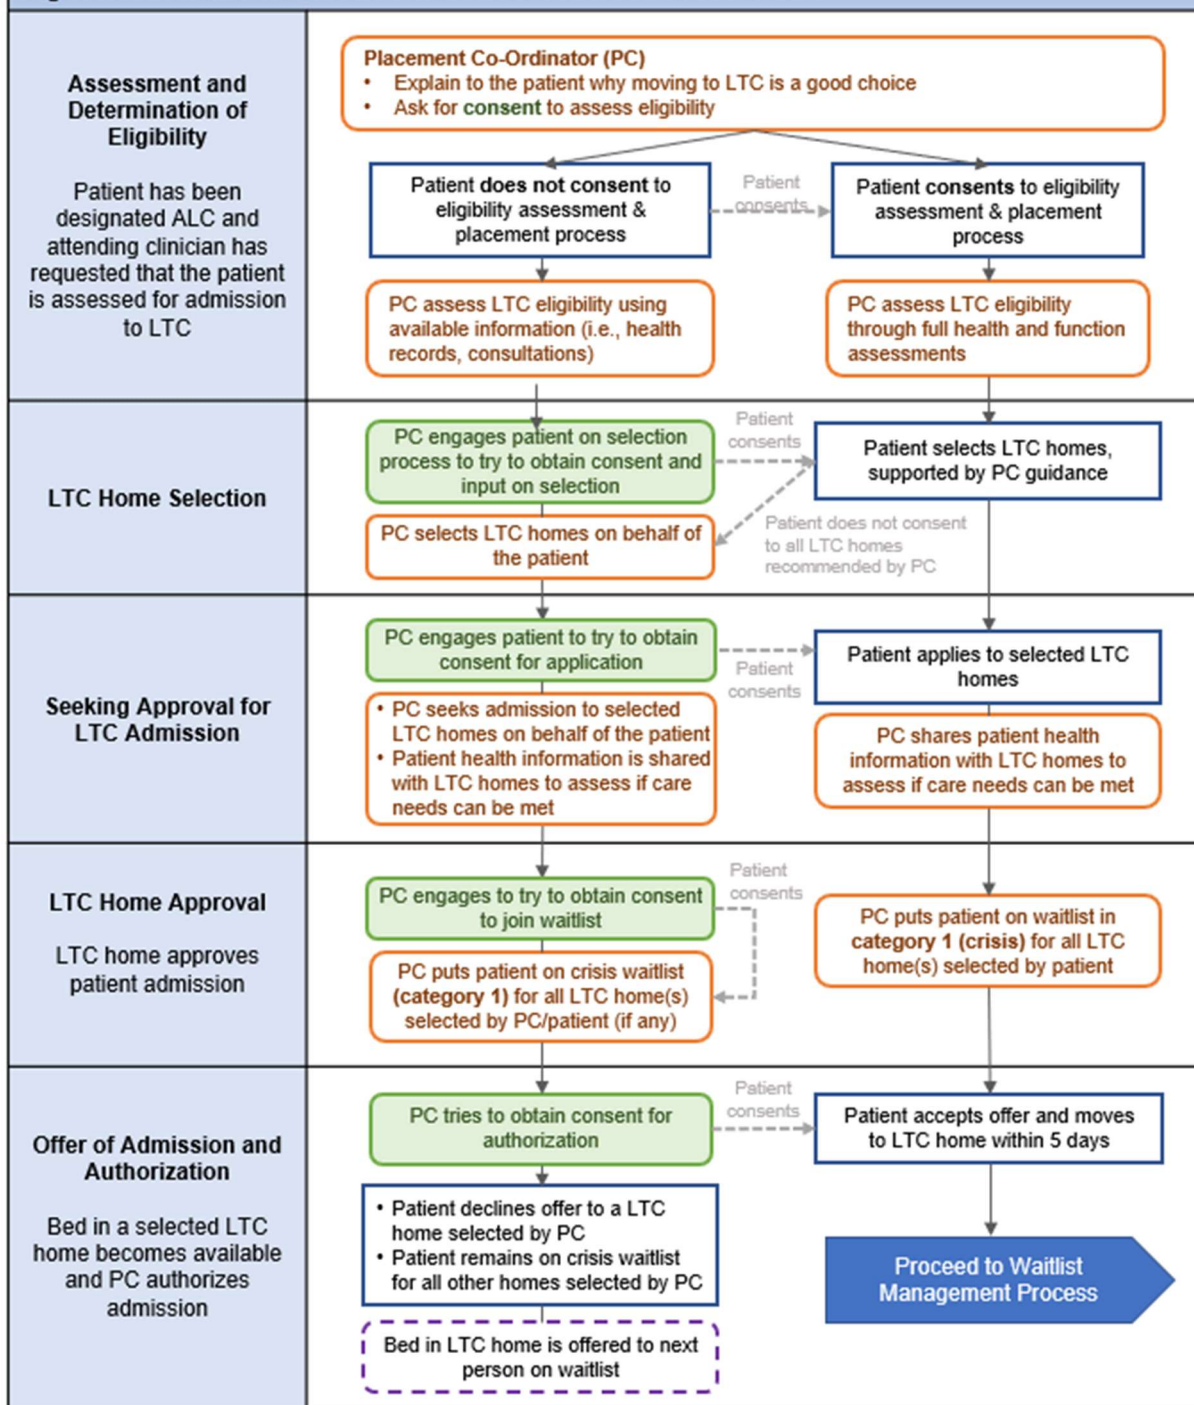 Assessment and
Determination of
Eligibility
Patient has been
designated ALC and
attending clinician has
requested that the patient
is assessed for admission
to LTC
Placement Co-Ordinator (PC)
• Explain to the patient why moving to LTC is a good choice
• Ask for consent to assess eligibility
Patient does not consent to
eligibility assessment &
placement process
Patient
consents
Patient consents to eligibility
assessment & placement
process
PC assess LTC eligibility using
available information (i.e., health
records, consultations)
PC assess LTC eligibility
through full health and function
assessments
LTC Home Selection
PC engages patient on selection
process to try to obtain consent and
input on selection
Patient
consents
Patient selects LTC homes,
supported by PC guidance
PC selects LTC homes on behalf of
the patient
Patient does not consent
to all LTC homes
recommended by PC
Seeking Approval for
LTC Admission
PC engages patient to try to obtain
consent for application
Patient
consents
Patient applies to selected LTC
homes
• PC seeks admission to selected
LTC homes on behalf of the patient
• Patient health information is shared
with LTC homes to assess if care
needs can be met
PC shares patient health
information with LTC homes to
assess if care needs can be met
LTC Home Approval
LTC home approves
patient admission
PC engages to try to obtain consent
to join waitlist
Patient
consents
PC puts patient on crisis waitlist
(category 1) for all LTC home(s)
selected by PC/patient (if any)
PC puts patient on waitlist in
category 1 (crisis) for all LTC
home(s) selected by patient
Offer of Admission and
Authorization
Bed in a selected LTC
home becomes available
and PC authorizes
admission
PC tries to obtain consent for
authorization
Patient
consents
Patient accepts offer and moves
to LTC home within 5 days
• Patient declines offer to a LTC
home selected by PC
• Patient remains on crisis waitlist
for all other homes selected by PC
Proceed to Waitlist
Management Process
Bed in LTC home is offered to next
person on waitlist